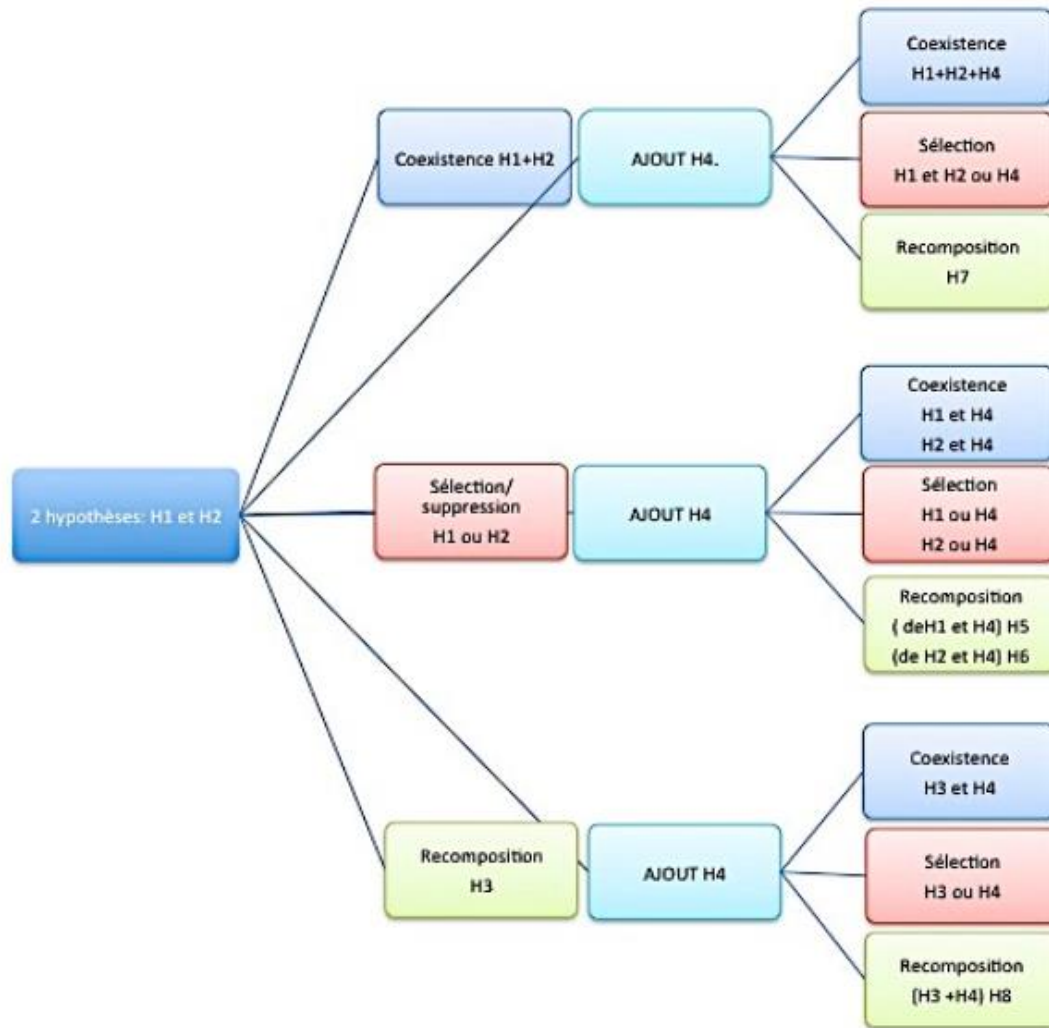 Coexistence
H1+H2+H4
Coexistence H1+H2
AJOUT H4.
Sélection
H1 et H2 ou H4
Recomposition
H7
Coexistence
H1 et H4
H2 et H4
2 hypothèses: H1 et H2
Sélection/
suppression
H1 ou H2
AJOUT H4
Sélection
H1 ou H4
H2 ou H4
Recomposition
( deH1 et H4) H5
(de H2 et H4) H6
Coexistence
H3 et H4
Recomposition
H3
AJOUT H4
Sélection
H3 ou H4
Recomposition
(H3 +H4) H8